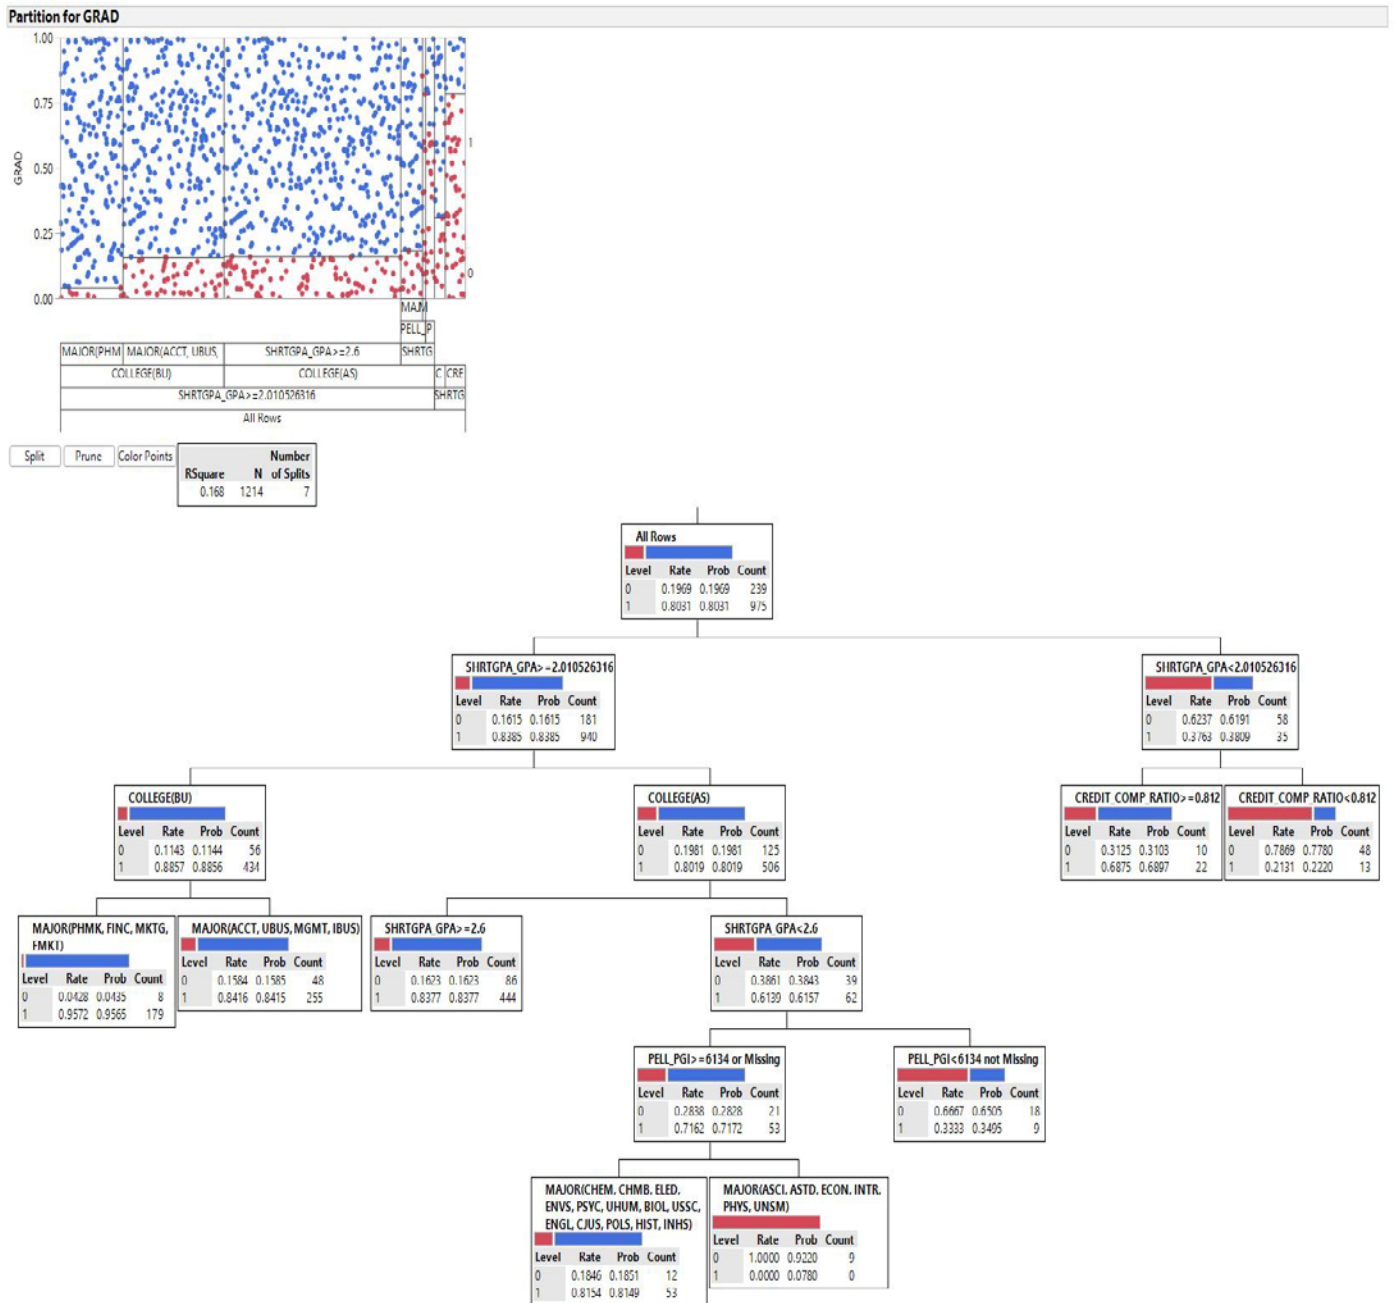 Partition for GRAD
1.00
0.75
0.50
0.25
0.00
GRAD
1
0
MAJM
PELL_P
MAJOR(PHM MAJOR(ACCT, UBUS, SHRTGPA_GPA>=2.6 SHRTG
COLLEGE(BU) COLLEGE(AS) C CRE
SHRTGPA_GPA>=2.010526316 SHRTG
All Rows
Split Prune Color Points
Number
RSquare N of Splits
0.168 1214 7
All Rows
Level Rate Prob Count
0 0.1969 0.1969 239
1 0.8031 0.8031 975
SHRTGPA_GPA>=2.010526316
Level Rate Prob Count
0 0.1615 0.1615 181
1 0.8385 0.8385 940
SHRTGPA_GPA<2.010526316
Level Rate Prob Count
0 0.6237 0.6191 58
1 0.3763 0.3809 35
COLLEGE(BU)
Level Rate Prob Count
0 0.1143 0.1144 56
1 0.8857 0.8856 434
COLLEGE(AS)
Level Rate Prob Count
0 0.1981 0.1981 125
1 0.8019 0.8019 506
CREDIT_COMP_RATIO>=0.812
Level Rate Prob Count
0 0.3125 0.3103 10
1 0.6875 0.6897 22
CREDIT_COMP_RATIO<0.812
Level Rate Prob Count
0 0.7869 0.7780 48
1 0.2131 0.2220 13
MAJOR(PHMK, FINC, MKTG,
FMKT)
Level Rate Prob Count
0 0.0428 0.0435 8
1 0.9572 0.9565 179
MAJOR(ACCT, UBUS, MGMT, IBUS)
Level Rate Prob Count
0 0.1584 0.1585 48
1 0.8416 0.8415 255
SHRTGPA_GPA>=2.6
Level Rate Prob Count
0 0.1623 0.1623 86
1 0.8377 0.8377 444
SHRTGPA_GPA<2.6
Level Rate Prob Count
0 0.3861 0.3843 39
1 0.6139 0.6157 62
PELL_PGI>=6134 or Missing
Level Rate Prob Count
0 0.2838 0.2828 21
1 0.7162 0.7172 53
PELL_PGI<6134 not Missing
Level Rate Prob Count
0 0.6667 0.6505 18
1 0.3333 0.3495 9
MAJOR(CHEM, CHMB, ELED,
ENVS, PSYC, UHUM, BIOL, USSC,
ENGL, CJUS, POLS, HIST, INHS)
Level Rate Prob Count
0 0.1846 0.1851 12
1 0.8154 0.8149 53
MAJOR(ASCI, ASTD, ECON, INTR,
PHYS, UNSM)
Level Rate Prob Count
0 1.0000 0.9220 9
1 0.0000 0.0780 0